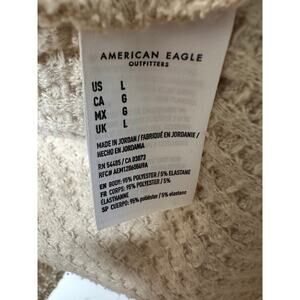 AMERICAN EAGLE
OUTFITTERS
US L
CA G
MX G
UK L
MADE IN JORDAN / FABRIQUÉ EN JORDANIE /
HECHO EN JORDANIA
RN 54485 / CA 03073
EN BODY: 95% POLYESTER / 5% ELASTANE
FR CORPS: 95% POLYESTER / 5%
ÉLASTHANNE
SP CUERPO: 95% poliéster / 5% elastano